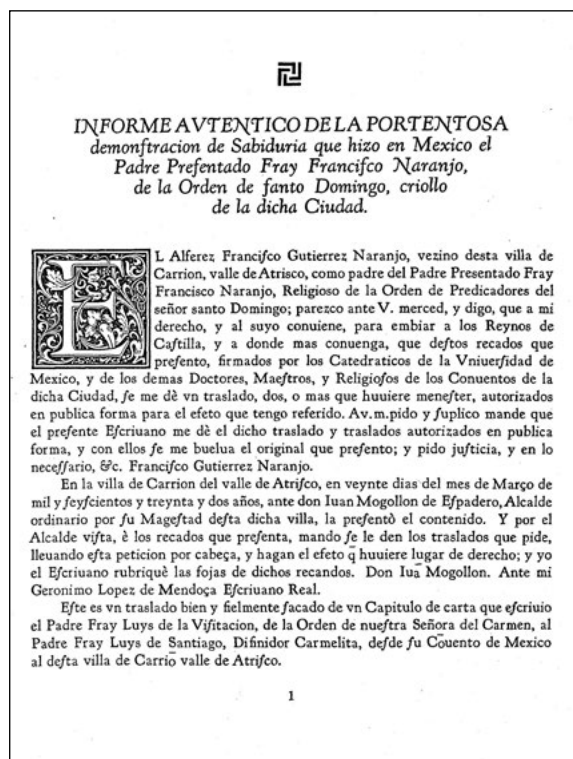 INFORME AVTENTICO DE LA PORTENTOSA
demonſtracion de Sabiduria que hizo en Mexico el
Padre Preſentado Fray Franciſco Naranjo,
de la Orden de ſanto Domingo, criollo
de la dicha Ciudad.
EL Alferez Franciſco Gutierrez Naranjo, vezino desta villa de
Carrion, valle de Atrisco, como padre del Padre Presentado Fray
Francisco Naranjo, Religioso de la Orden de Predicadores del
señor santo Domingo; parezco ante V. merced, y digo, que a mi
derecho, y al suyo conuiene, para embiar a los Reynos de
Caſtilla, y a donde mas conuenga, que deſtos recados que
preſento, firmados por los Catedraticos de la Vniuerſidad de
Mexico, y de los demas Doctores, Maeſtros, y Religioſos de los Conuentos de la
dicha Ciudad, ſe me dè vn traslado, dos, o mas que huuiere meneſter, autorizados
en publica forma para el efeto que tengo referido. Av.m.pido y ſuplico mande que
el preſente Eſcriuano me dè el dicho traslado y traslados autorizados en publica
forma, y con ellos ſe me buelua el original que preſento; y pido juſticia, y en lo
neceſſario, &c. Franciſco Gutierrez Naranjo.
En la villa de Carrion del valle de Atriſco, en veynte dias del mes de Março de
mil y ſeyſcientos y treynta y dos años, ante don Iuan Mogollon de Eſpadero, Alcalde
ordinario por ſu Mageſtad deſta dicha villa, la preſentò el contenido. Y por el
Alcalde viſta, è los recados que preſenta, mando ſe le den los traslados que pide,
lleuando eſta peticion por cabeça, y hagan el efeto q̄ huuiere lugar de derecho; y yo
el Eſcriuano rubriquè las fojas de dichos recandos. Don Iuā Mogollon. Ante mi
Geronimo Lopez de Mendoça Eſcriuano Real.
Eſte es vn traslado bien y fielmente ſacado de vn Capitulo de carta que eſcriuio
el Padre Fray Luys de la Viſitacion, de la Orden de nueſtra Señora del Carmen, al
Padre Fray Luys de Santiago, Difinidor Carmelita, deſde ſu Cōuento de Mexico
al deſta villa de Carriō valle de Atriſco.
1